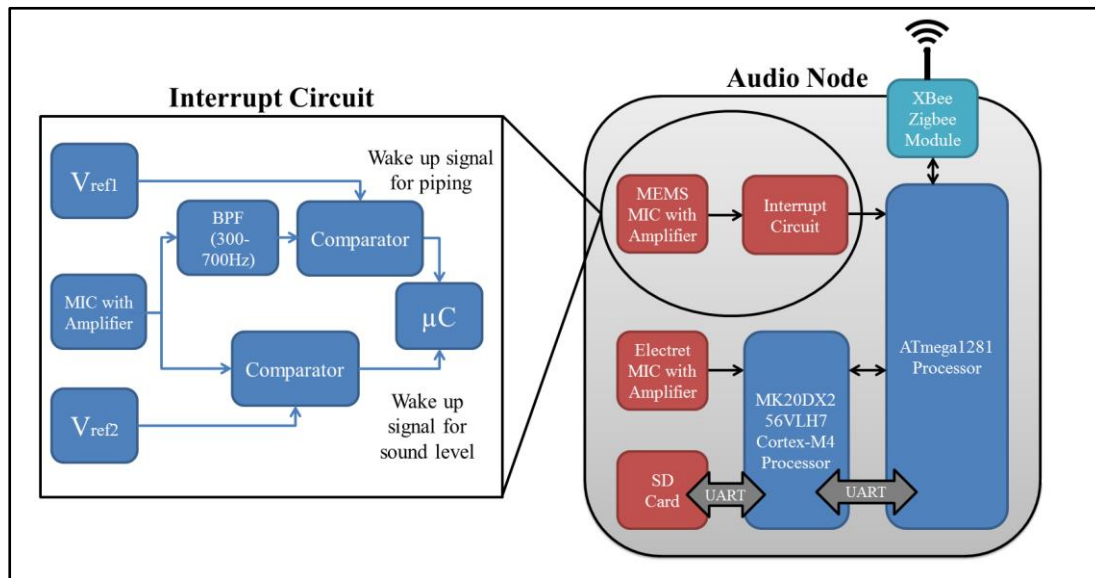 Interrupt Circuit
Vref1
BPF
(300-
700Hz)
Wake up signal
for piping
Comparator
MIC with
Amplifier
µC
Comparator
Vref2
Wake up
signal for
sound level
Audio Node
XBee
Zigbee
Module
MEMS
MIC with
Amplifier
Interrupt
Circuit
Electret
MIC with
Amplifier
MK20DX2
56VLH7
Cortex-M4
Processor
ATmega1281
Processor
SD
Card
UART
UART